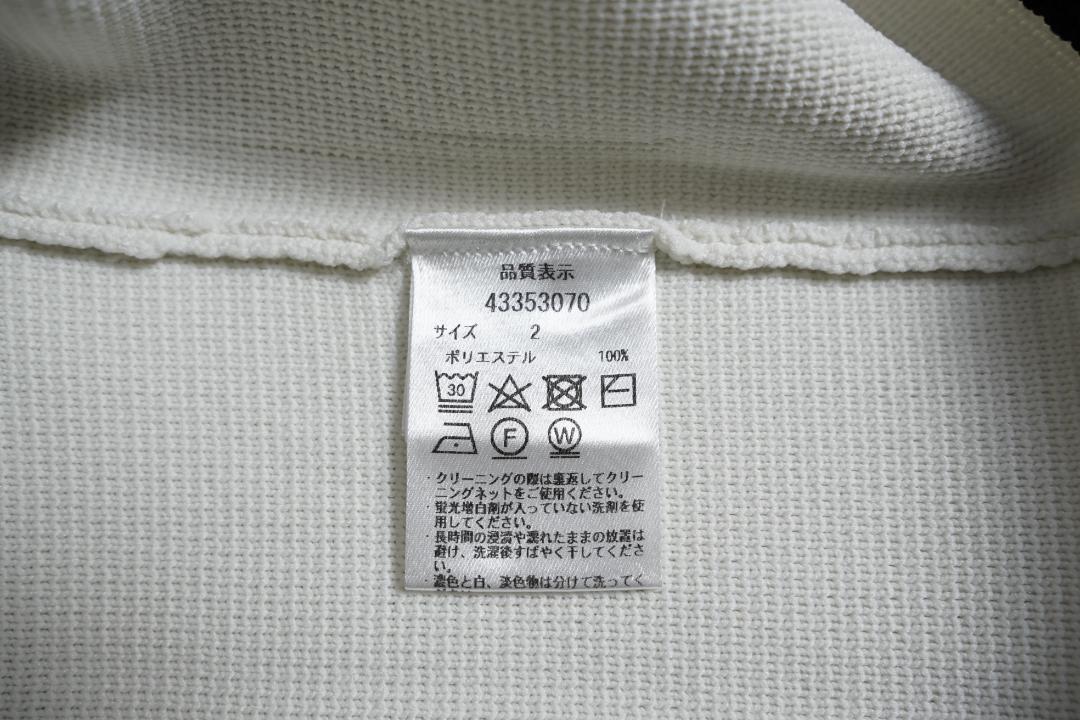 品質表示
43353070
サイズ 2
ポリエステル 100%
30
F W
・クリーニングの際は裏返してクリー
ニングネットをご使用ください。
・蛍光増白剤が入っていない洗剤を使
用してください。
・長時間の浸漬や濡れたままの放置は
避け、洗濯後すばやく干してくださ
い。
・濃色と白、淡色物は分けて洗ってく